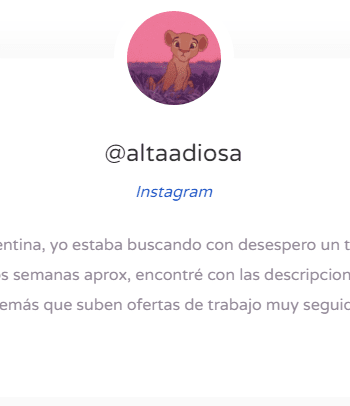 @altaadiosa
Instagram
entina, yo estaba buscando con desespero un t
s semanas aprox, encontré con las descripcion
emás que suben ofertas de trabajo muy seguid